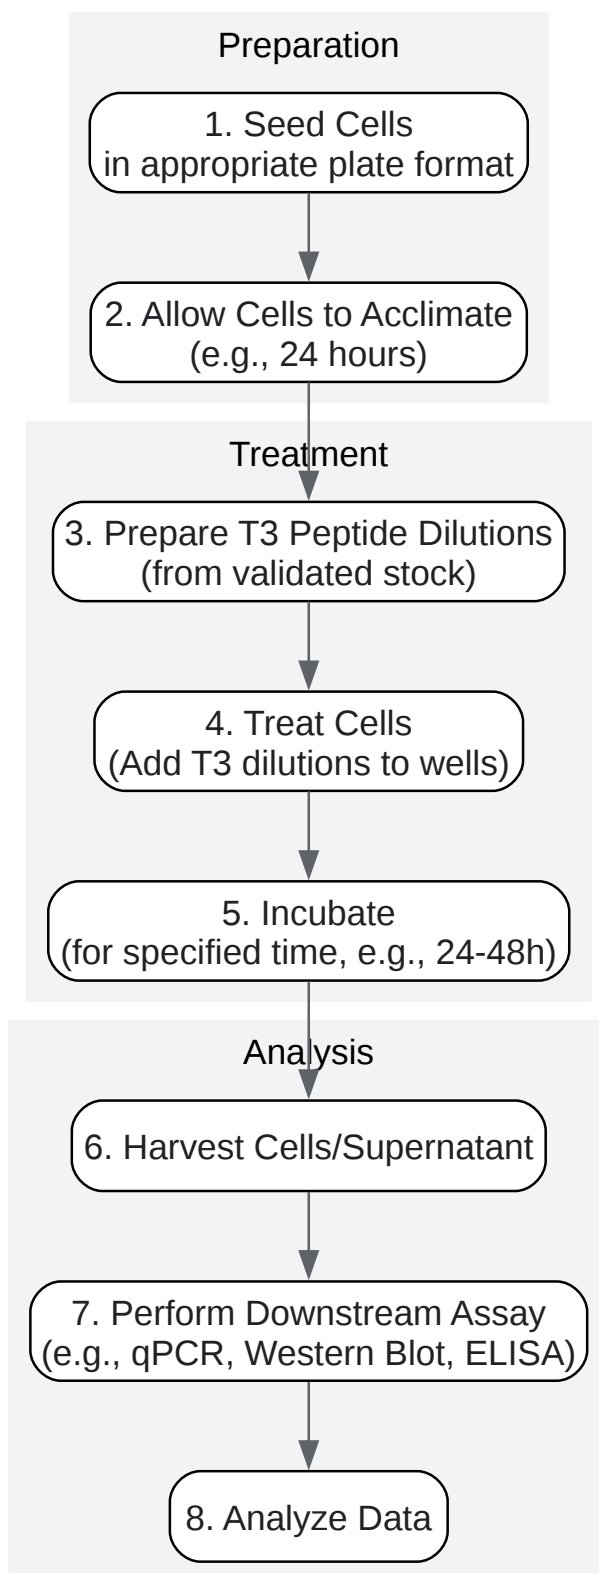 Preparation
1. Seed Cells
in appropriate plate format
2. Allow Cells to Acclimate
(e.g., 24 hours)
Treatment
3. Prepare T3 Peptide Dilutions
(from validated stock)
4. Treat Cells
(Add T3 dilutions to wells)
5. Incubate
(for specified time, e.g., 24-48h)
Analysis
6. Harvest Cells/Supernatant
7. Perform Downstream Assay
(e.g., qPCR, Western Blot, ELISA)
8. Analyze Data